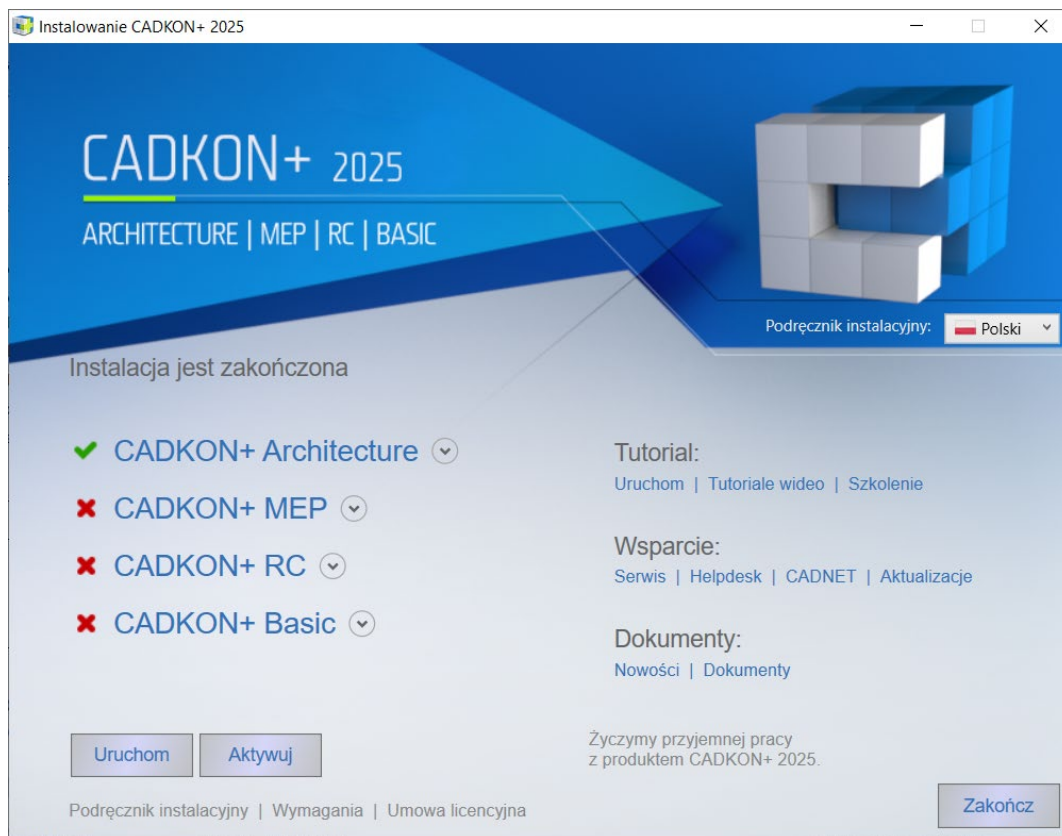 Instalowanie CADKON+ 2025
CADKON+ 2025
ARCHITECTURE | MEP | RC | BASIC
Podręcznik instalacyjny: Polski
Instalacja jest zakończona
CADKON+ Architecture
CADKON+ MEP
CADKON+ RC
CADKON+ Basic
Tutorial:
Uruchom | Tutoriale wideo | Szkolenie
Wsparcie:
Serwis | Helpdesk | CADNET | Aktualizacje
Dokumenty:
Nowości | Dokumenty
Uruchom Aktywuj
Życzymy przyjemnej pracy
z produktem CADKON+ 2025.
Podręcznik instalacyjny | Wymagania | Umowa licencyjna
Zakończ